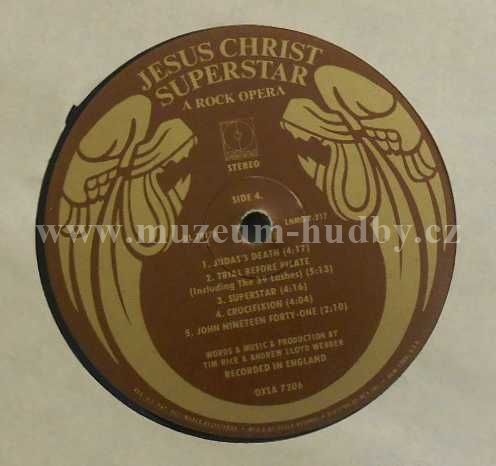 JESUS CHRIST
SUPERSTAR
A ROCK OPERA
STEREO
SIDE 4.
www.muzeum-hudby.cz
1. JUDAS'S DEATH (4:17)
2. TRIAL BEFORE PILATE
(Including The 39 Lashes) (5:13)
3. SUPERSTAR (4:16)
4. CRUCIFIXION (4:04)
5. JOHN NINETEEN FORTY-ONE (2:10)
WORDS & MUSIC & PRODUCTION BY
TIM RICE & ANDREW LLOYD WEBBER
RECORDED IN ENGLAND
DXSA 7206